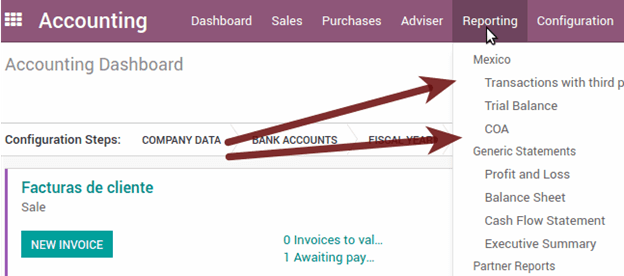 Accounting Dashboard Sales Purchases Adviser Reporting Configuration
Accounting Dashboard
Mexico
Transactions with third p
Trial Balance
COA
Configuration Steps: COMPANY DATA BANK ACCOUNTS FISCAL YEARS
Generic Statements
Profit and Loss
Balance Sheet
Cash Flow Statement
Executive Summary
Partner Reports
Facturas de cliente
Sale
NEW INVOICE
0 Invoices to val...
1 Awaiting pay...